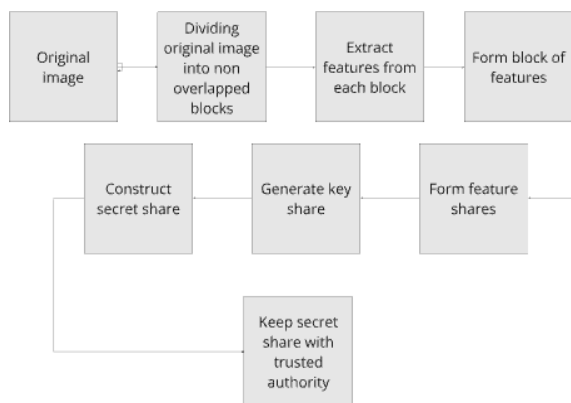 Original
image
Dividing
original image
into non
overlapped
blocks
Extract
features from
each block
Form block of
features
Construct
secret share
Generate key
share
Form feature
shares
Keep secret
share with
trusted
authority